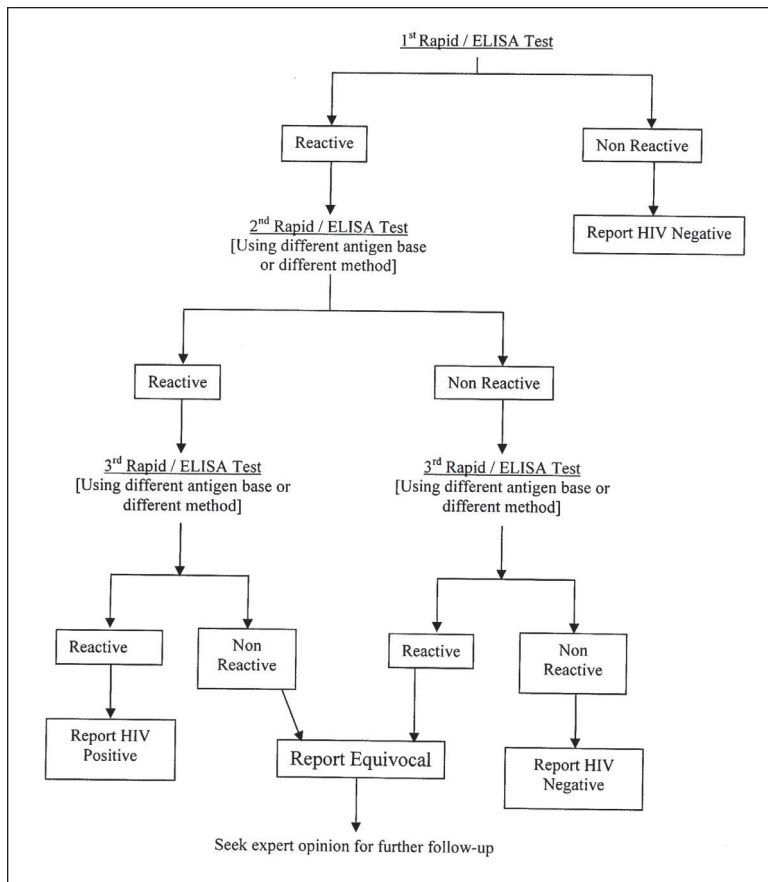 1st Rapid / ELISA Test
Reactive
Non Reactive
2nd Rapid / ELISA Test
[Using different antigen base
or different method]
Report HIV Negative
Reactive
Non Reactive
3rd Rapid / ELISA Test
[Using different antigen base or
different method]
3rd Rapid / ELISA Test
[Using different antigen base or
different method]
Reactive
Non
Reactive
Reactive
Non
Reactive
Report HIV
Positive
Report Equivocal
Report HIV
Negative
Seek expert opinion for further follow-up